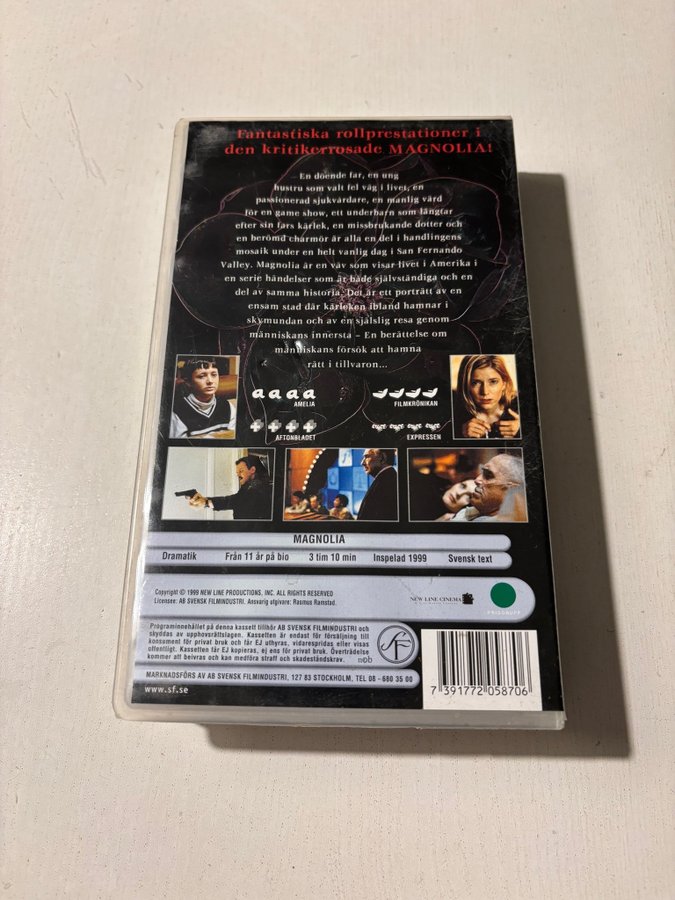 Fantastiska rollprestationer i
den kritikerrosade MAGNOLIA!
En döende far, en ung
hustru som valt fel väg i livet, en
passionerad sjukvårdare, en manlig värd
för en game show, ett underbarn som längtar
efter sin fars kärlek, en missbrukande dotter och
en berömd charmör är alla en del i handlingens
mosaik under en helt vanlig dag i San Fernando
Valley. Magnolia är en väv som visar livet i Amerika i
en serie händelser som är både självständiga och en
del av samma historia. Det är ett porträtt av en
ensam stad där kärleken ibland hamnar i
skymundan och av en själslig resa genom
människans innersta – En berättelse om
människans försök att hamna
rätt i tillvaron...
a a a a
AMELIA
FILMKRÖNIKAN
AFTONBLADET
EXPRESSEN
MAGNOLIA
Dramatik Från 11 år på bio 3 tim 10 min Inspelad 1999 Svensk text
Copyright © 1999 NEW LINE PRODUCTIONS, INC. ALL RIGHTS RESERVED
Licensee: AB SVENSK FILMINDUSTRI. Ansvarig utgivare: Rasmus Ramstad.
NEW LINE CINEMA
PRISGRUPP
Programinnehållet på denna kassett tillhör AB SVENSK FILMINDUSTRI och
skyddas av upphovsrättslagen. Kassetten är endast för försäljning till
konsument för privat bruk och får EJ uthyras, vidarespridas eller visas
offentligt. Kassetten får EJ kopieras, ej ens för privat bruk. Överträdelse
kommer att beivras och kan medföra straff och skadeståndskrav.
SF
ncb
MARKNADSFÖRS AV AB SVENSK FILMINDUSTRI, 127 83 STOCKHOLM, TEL 08 - 680 35 00
www.sf.se
7 391772 058706